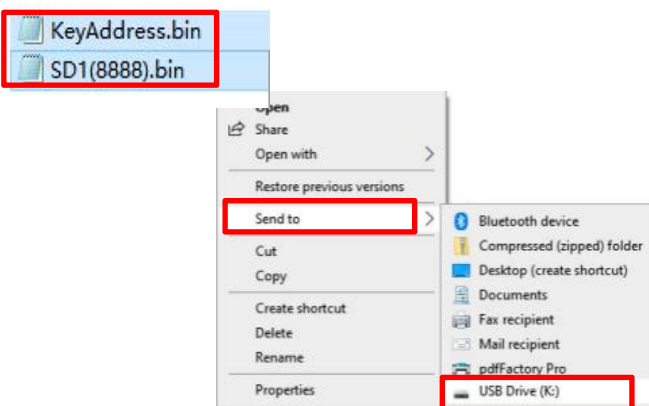 KeyAddress.bin
SD1(8888).bin
Open
Share
Open with
Restore previous versions
Send to
Cut
Copy
Create shortcut
Delete
Rename
Properties
Bluetooth device
Compressed (zipped) folder
Desktop (create shortcut)
Documents
Fax recipient
Mail recipient
pdfFactory Pro
USB Drive (K:)